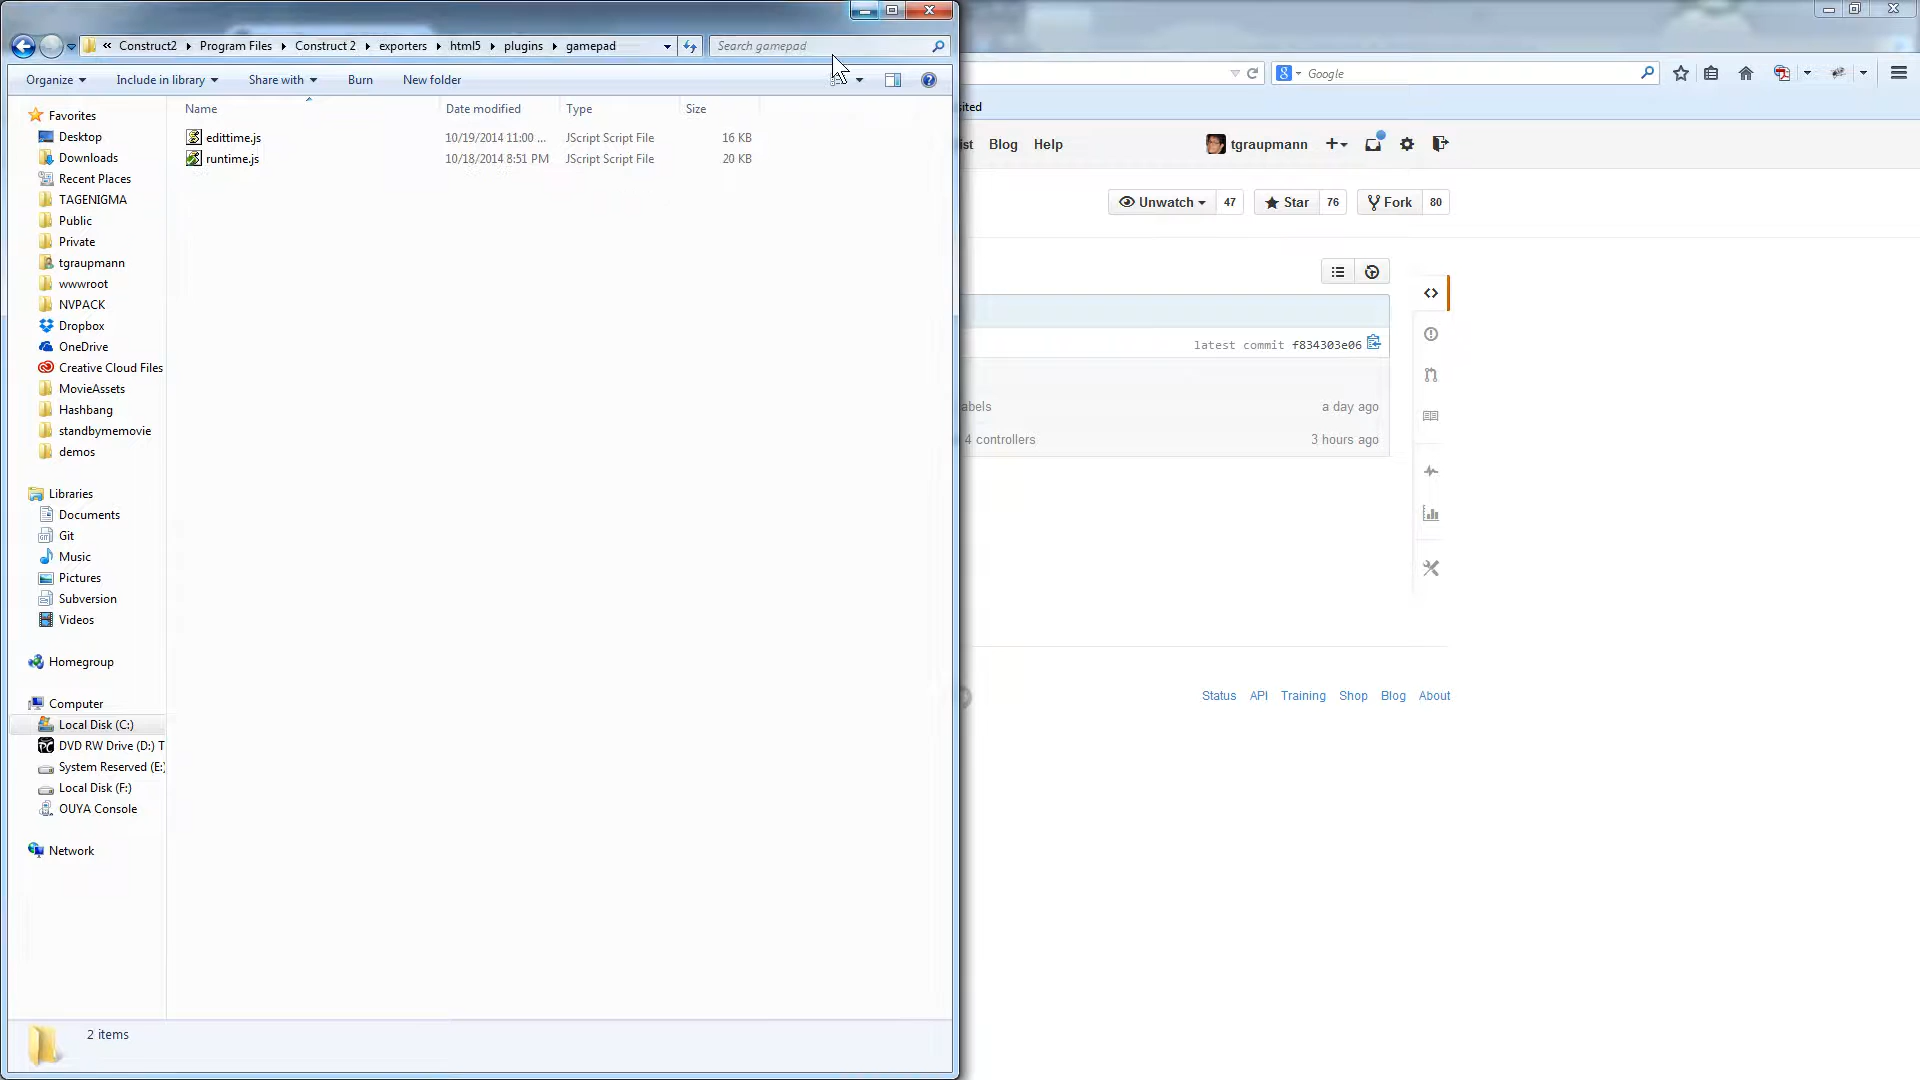 « Construct2 Program Files Construct 2 exporters html5 plugins gamepad
Search gamepad
Organize Include in library Share with Burn New folder
Name Date modified Type Size
edittime.js 10/19/2014 11:00 ... JScript Script File 16 KB
runtime.js 10/18/2014 8:51 PM JScript Script File 20 KB
Favorites
Desktop
Downloads
Recent Places
TAGENIGMA
Public
Private
tgraupmann
wwwroot
NVPACK
Dropbox
OneDrive
Creative Cloud Files
MovieAssets
Hashbang
standbymemovie
demos
Libraries
Documents
Git
Music
Pictures
Subversion
Videos
Homegroup
Computer
Local Disk (C:)
DVD RW Drive (D:) T
System Reserved (E:)
Local Disk (F:)
OUYA Console
Network
2 items
Google
ited
ist Blog Help
tgraupmann
Unwatch 47 Star 76 Fork 80
latest commit f834303e06
abels a day ago
4 controllers 3 hours ago
Status API Training Shop Blog About